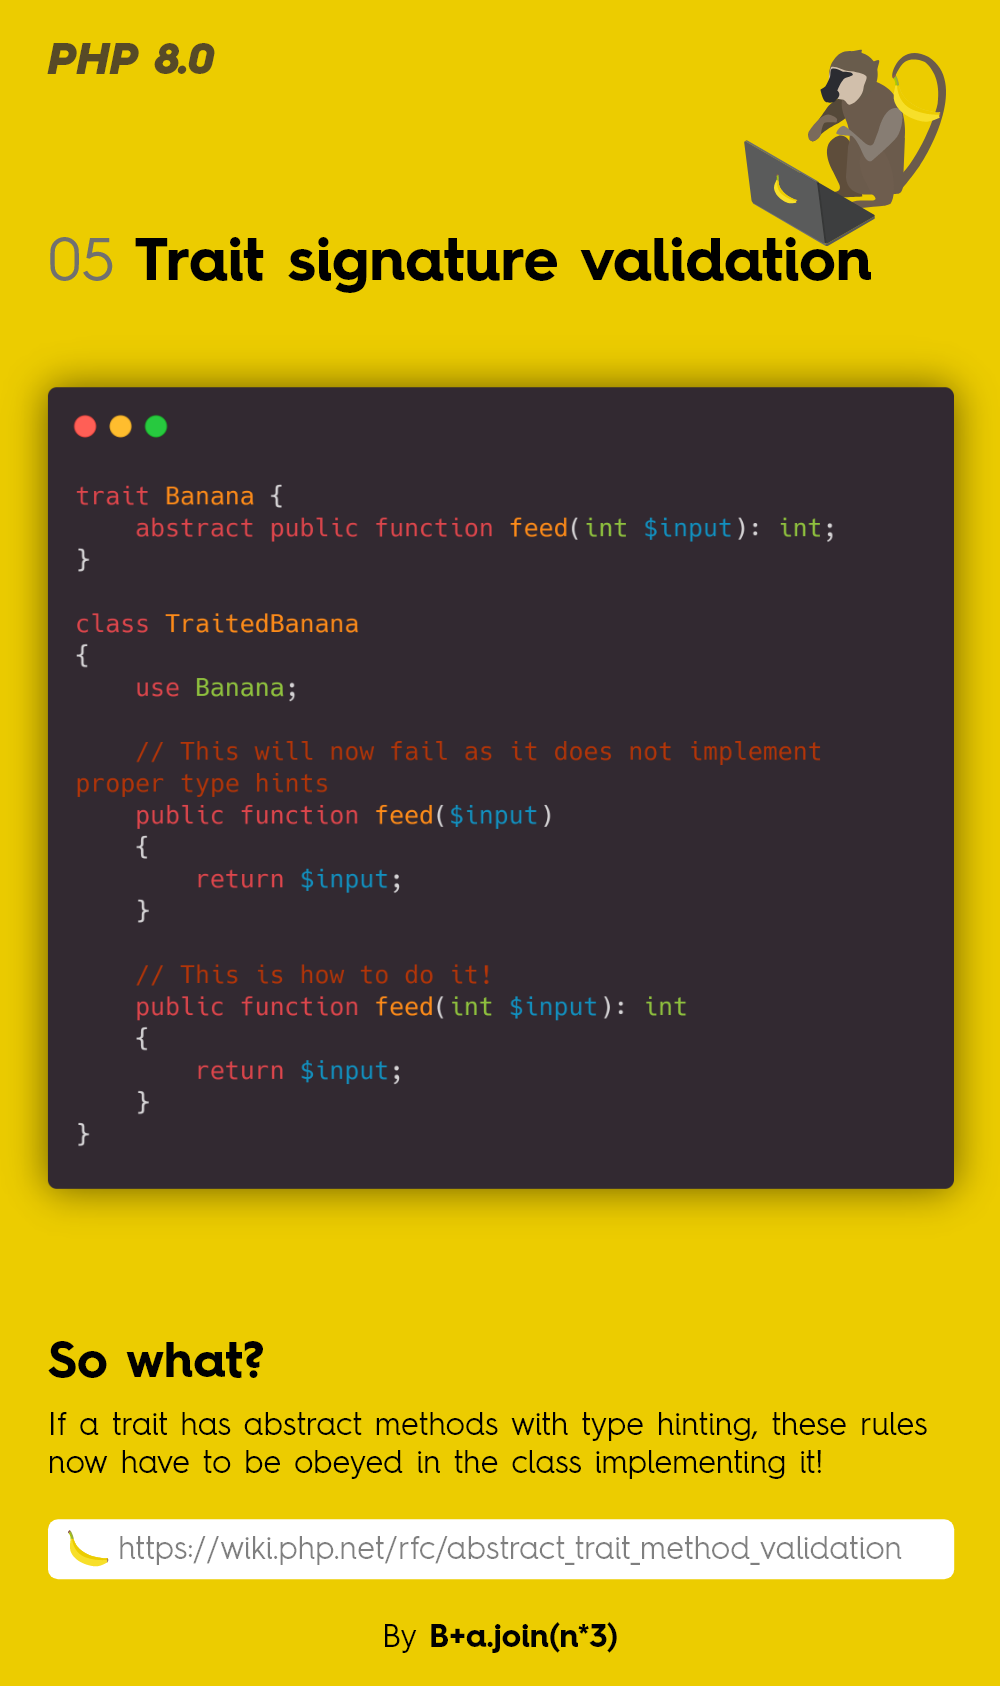 PHP 8.0
05 Trait signature validation
trait Banana {
    abstract public function feed(int $input): int;
}
class TraitedBanana
{
    use Banana;
    // This will now fail as it does not implement
proper type hints
    public function feed($input)
    {
        return $input;
    }
    // This is how to do it!
    public function feed(int $input): int
    {
        return $input;
    }
}
So what?
If a trait has abstract methods with type hinting, these rules
now have to be obeyed in the class implementing it!
https://wiki.php.net/rfc/abstract_trait_method_validation
By B+a.join(n*3)